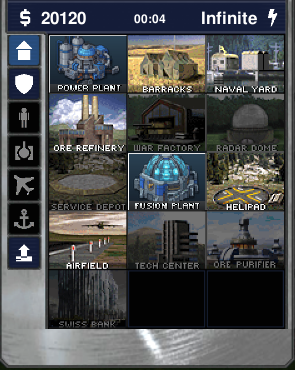 $ 20120 00:04 Infinite
POWER PLANT BARRACKS NAVAL YARD
ORE REFINERY WAR FACTORY RADAR DOME
SERVICE DEPOT FUSION PLANT HELIPAD
AIRFIELD TECH CENTER ORE PURIFIER
SWISS BANK